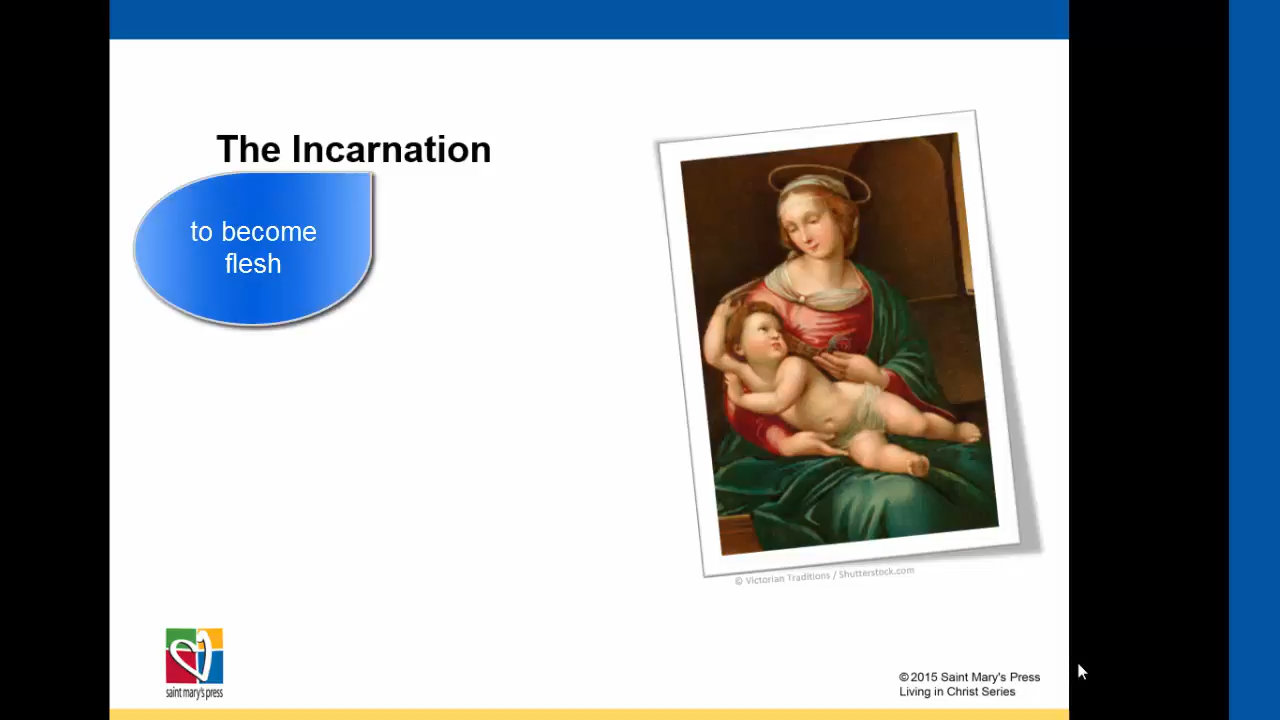 The Incarnation
to become
flesh
© Victorian Traditions / Shutterstock.com
saint mary's press
©2015 Saint Mary's Press
Living in Christ Series